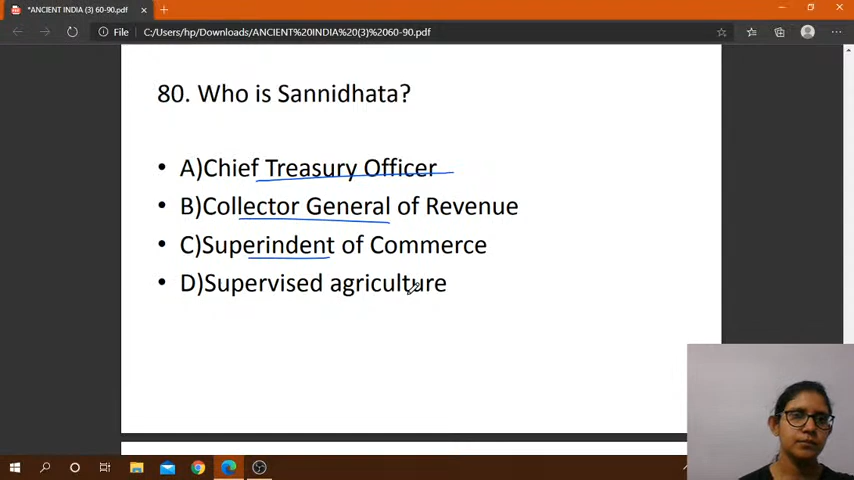 *ANCIENT INDIA (3) 60-90.pdf
File
C:/Users/hp/Downloads/ANCIENT%20INDIA%20(3)%2060-90.pdf
80. Who is Sannidhata?
• A)Chief Treasury Officer
• B)Collector General of Revenue
• C)Superindent of Commerce
• D)Supervised agriculture